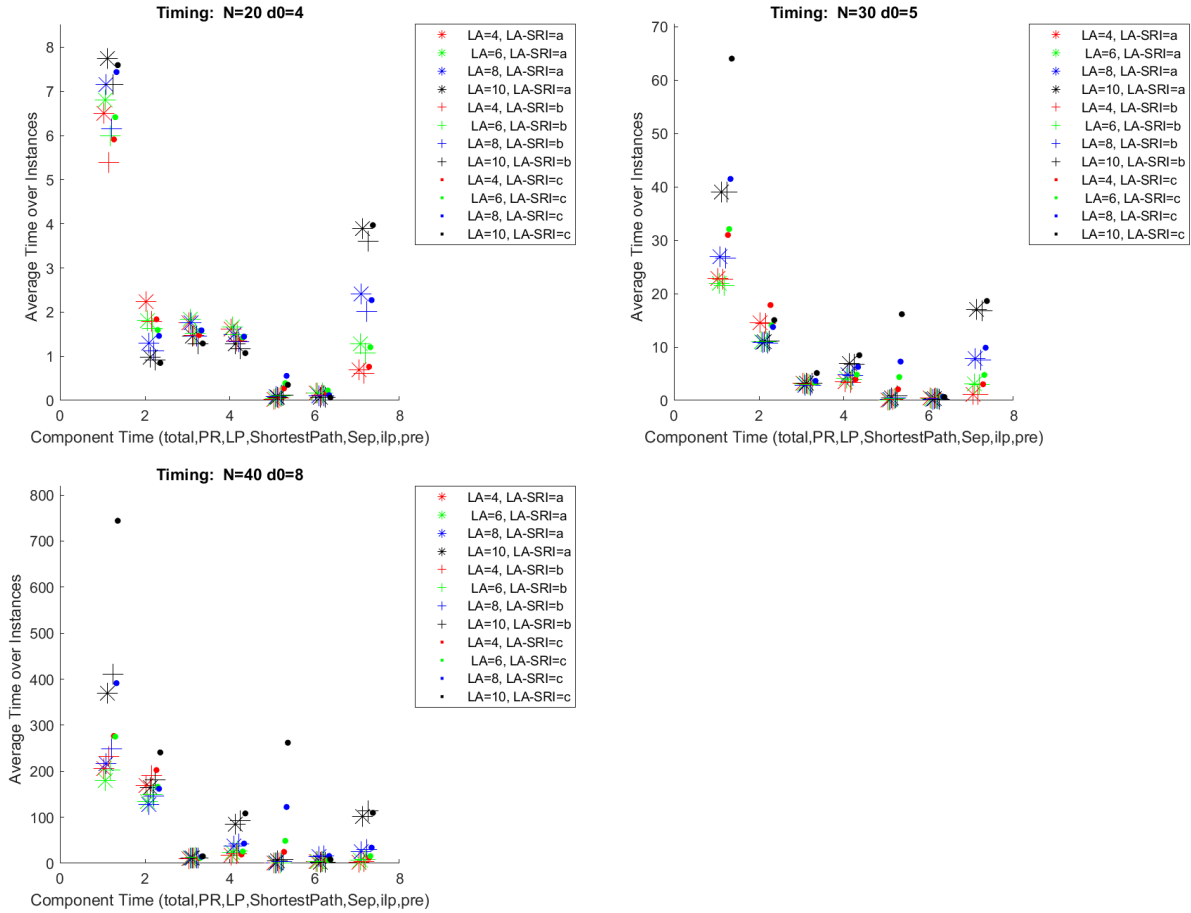 Timing: N=20 d0=4
8
7
6
5
4
3
2
1
0
Average Time over Instances
0
2
4
6
8
Component Time (total,PR,LP,ShortestPath,Sep,ilp,pre)
LA=4, LA-SRI=a
LA=6, LA-SRI=a
LA=8, LA-SRI=a
LA=10, LA-SRI=a
LA=4, LA-SRI=b
LA=6, LA-SRI=b
LA=8, LA-SRI=b
LA=10, LA-SRI=b
LA=4, LA-SRI=c
LA=6, LA-SRI=c
LA=8, LA-SRI=c
LA=10, LA-SRI=c
Timing: N=30 d0=5
70
60
50
40
30
20
10
0
Average Time over Instances
0
2
4
6
8
Component Time (total,PR,LP,ShortestPath,Sep,ilp,pre)
LA=4, LA-SRI=a
LA=6, LA-SRI=a
LA=8, LA-SRI=a
LA=10, LA-SRI=a
LA=4, LA-SRI=b
LA=6, LA-SRI=b
LA=8, LA-SRI=b
LA=10, LA-SRI=b
LA=4, LA-SRI=c
LA=6, LA-SRI=c
LA=8, LA-SRI=c
LA=10, LA-SRI=c
Timing: N=40 d0=8
800
700
600
500
400
300
200
100
0
Average Time over Instances
0
2
4
6
8
Component Time (total,PR,LP,ShortestPath,Sep,ilp,pre)
LA=4, LA-SRI=a
LA=6, LA-SRI=a
LA=8, LA-SRI=a
LA=10, LA-SRI=a
LA=4, LA-SRI=b
LA=6, LA-SRI=b
LA=8, LA-SRI=b
LA=10, LA-SRI=b
LA=4, LA-SRI=c
LA=6, LA-SRI=c
LA=8, LA-SRI=c
LA=10, LA-SRI=c